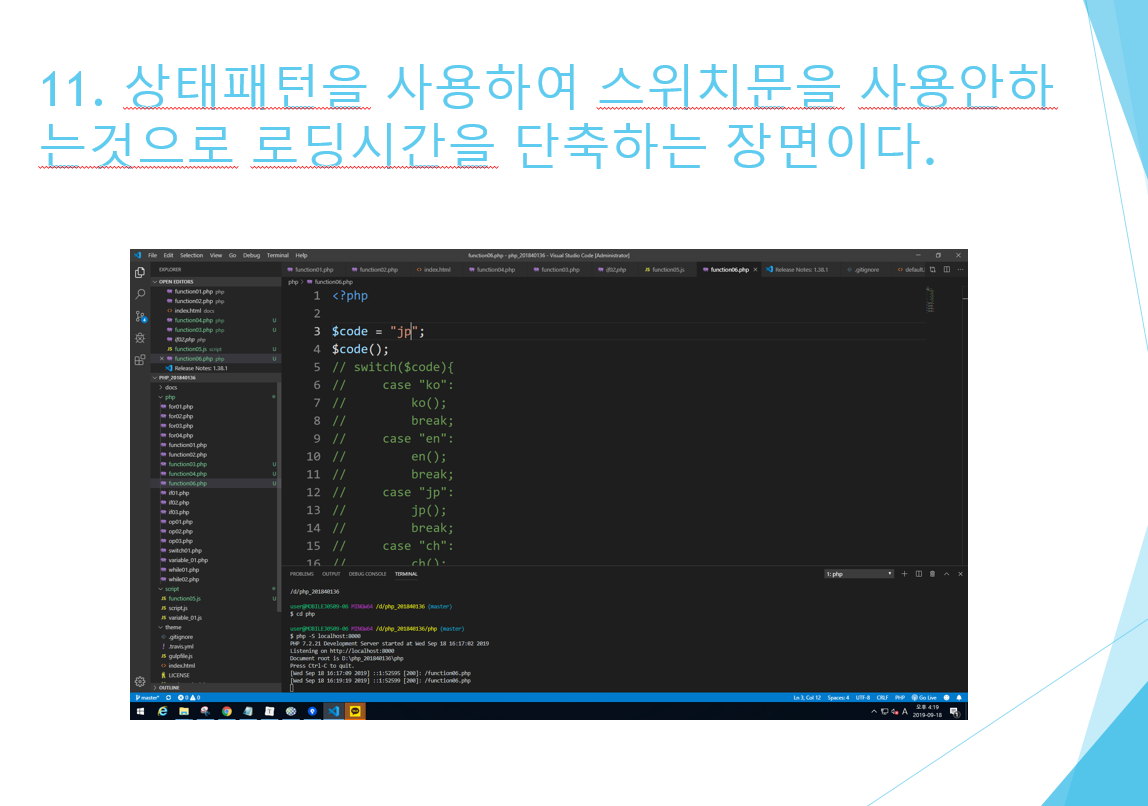 11. 상태패턴을 사용하여 스위치문을 사용안하
는것으로 로딩시간을 단축하는 장면이다.
File Edit Selection View Go Debug Terminal Help
function06.php - php_201840136 - Visual Studio Code [Administrator]
EXPLORER
function01.php function02.php index.html function04.php function03.php if02.php function05.js function06.php × Release Notes: 1.38.1 .gitignore default.
OPEN EDITORS
function01.php php
function02.php php
index.html docs
function04.php php U
function03.php php U
if02.php php
function05.js script U
× function06.php php U
Release Notes: 1.38.1
PHP_201840136
docs
php
for01.php
for02.php
for03.php
for04.php
function01.php
function02.php
function03.php U
function04.php U
function06.php U
if01.php
if02.php
if03.php
op01.php
op02.php
op03.php
switch01.php
variable_01.php
while01.php
while02.php
script
function05.js U
script.js
variable_01.js
theme
.gitignore
.travis.yml
gulpfile.js
index.html
LICENSE
OUTLINE
php > function06.php
1 <?php
2
3 $code = "jp";
4 $code();
5 // switch($code){
6 // case "ko":
7 // ko();
8 // break;
9 // case "en":
10 // en();
11 // break;
12 // case "jp":
13 // jp();
14 // break;
15 // case "ch":
16 // ch();
PROBLEMS OUTPUT DEBUG CONSOLE TERMINAL 1: php
/d/php_201840136
user@MOBILE30509-06 MINGW64 /d/php_201840136 (master)
$ cd php
user@MOBILE30509-06 MINGW64 /d/php_201840136/php (master)
$ php -S localhost:8000
PHP 7.2.21 Development Server started at Wed Sep 18 16:17:02 2019
Listening on http://localhost:8000
Document root is D:\php_201840136\php
Press Ctrl-C to quit.
[Wed Sep 18 16:17:09 2019] ::1:52595 [200]: /function06.php
[Wed Sep 18 16:19:19 2019] ::1:52599 [200]: /function06.php
master* 0 0 Ln 3, Col 12 Spaces: 4 UTF-8 CRLF PHP Go Live
A 오후 4:19
2019-09-18